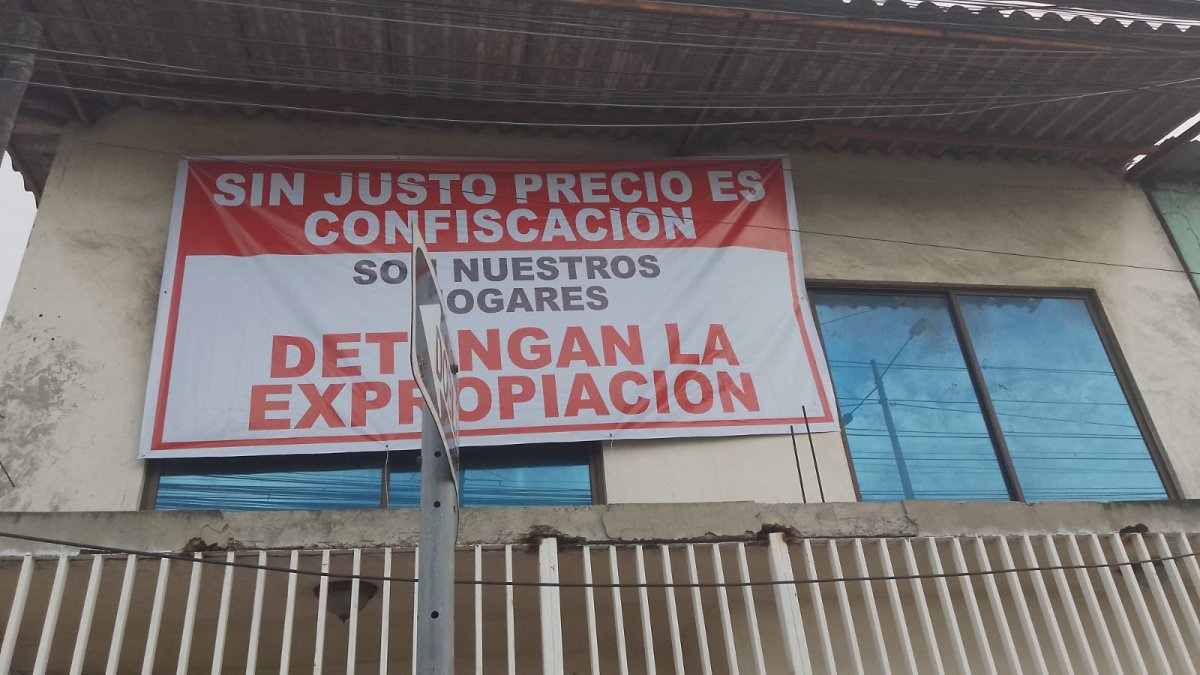 SIN JUSTO PRECIO ES
CONFISCACION
SON NUESTROS
HOGARES
DETENGAN LA
EXPROPIACION